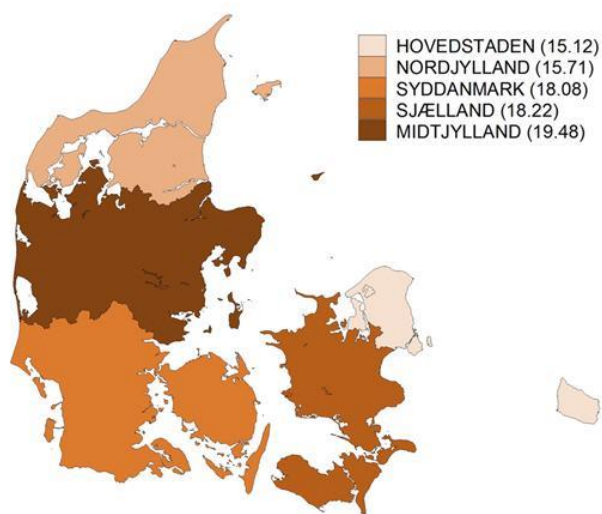 HOVEDSTADEN (15.12)
NORDJYLLAND (15.71)
SYDDANMARK (18.08)
SJÆLLAND (18.22)
MIDTJYLLAND (19.48)